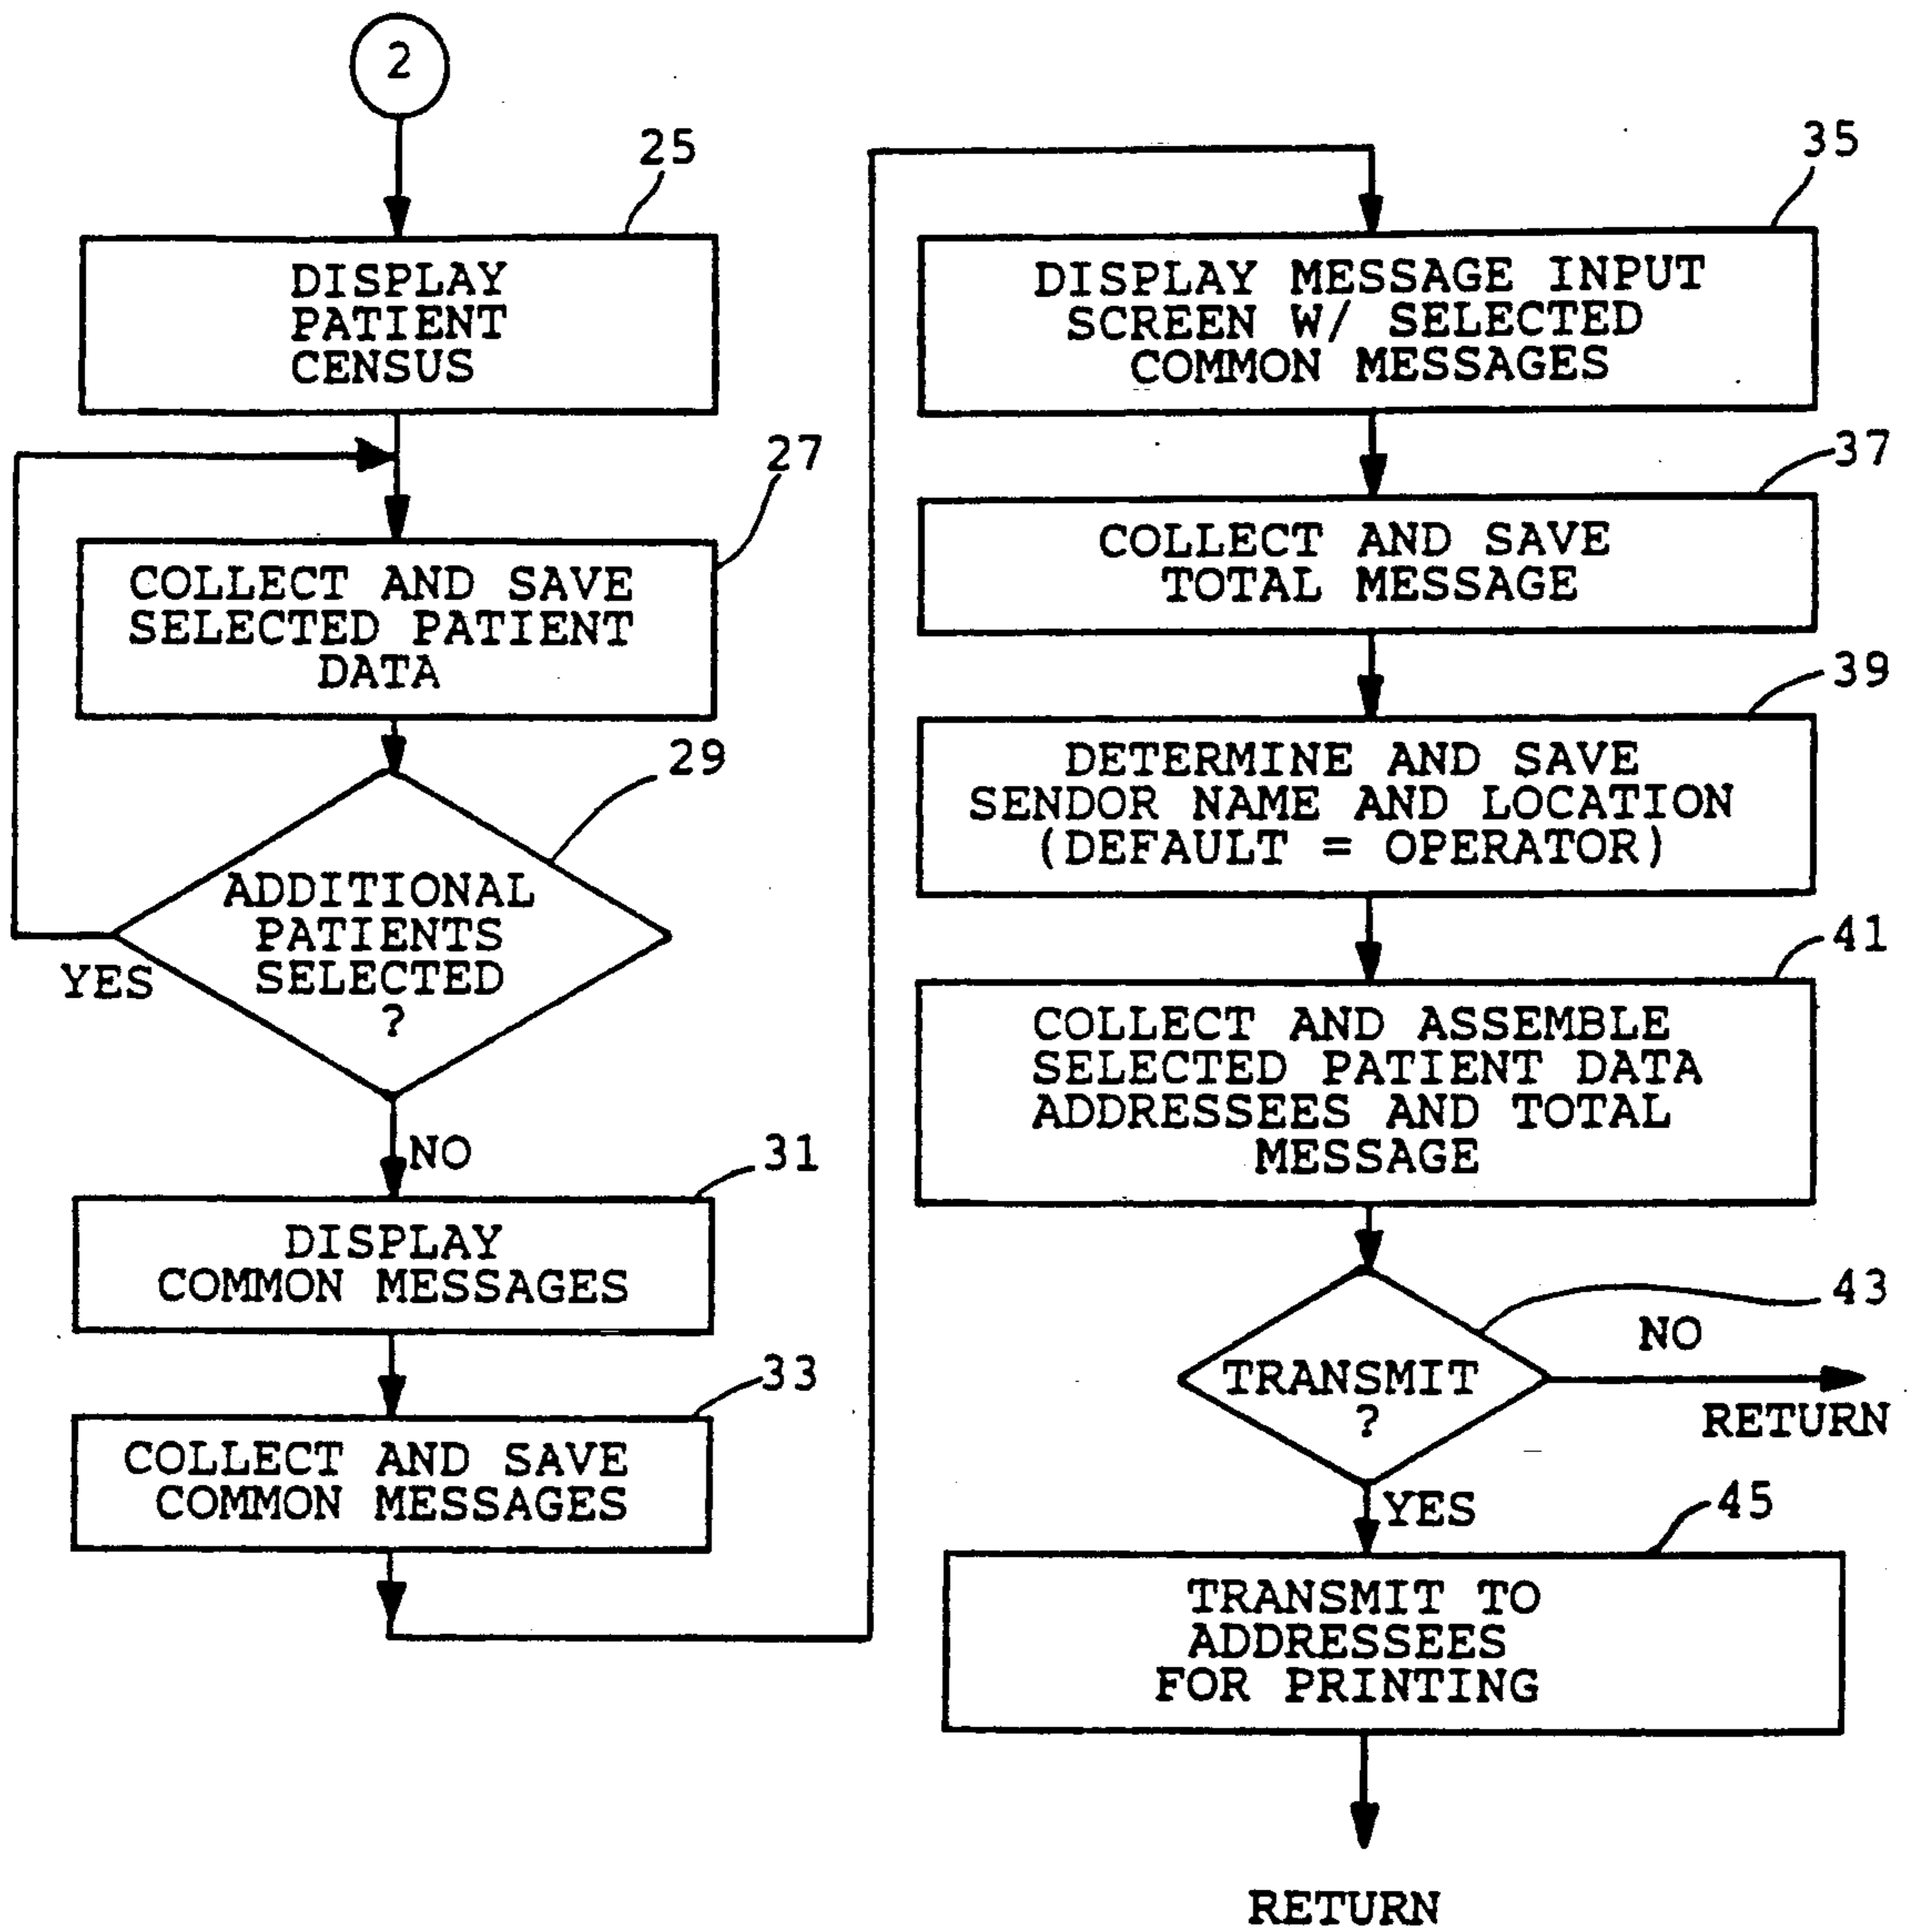 2
25
DISPLAY
PATIENT
CENSUS
27
COLLECT AND SAVE
SELECTED PATIENT
DATA
29
ADDITIONAL
PATIENTS
SELECTED
?
YES
NO
31
DISPLAY
COMMON MESSAGES
33
COLLECT AND SAVE
COMMON MESSAGES
35
DISPLAY MESSAGE INPUT
SCREEN W/ SELECTED
COMMON MESSAGES
37
COLLECT AND SAVE
TOTAL MESSAGE
39
DETERMINE AND SAVE
SENDOR NAME AND LOCATION
(DEFAULT = OPERATOR)
41
COLLECT AND ASSEMBLE
SELECTED PATIENT DATA
ADDRESSEES AND TOTAL
MESSAGE
43
TRANSMIT
?
NO
RETURN
YES
45
TRANSMIT TO
ADDRESSEES
FOR PRINTING
RETURN